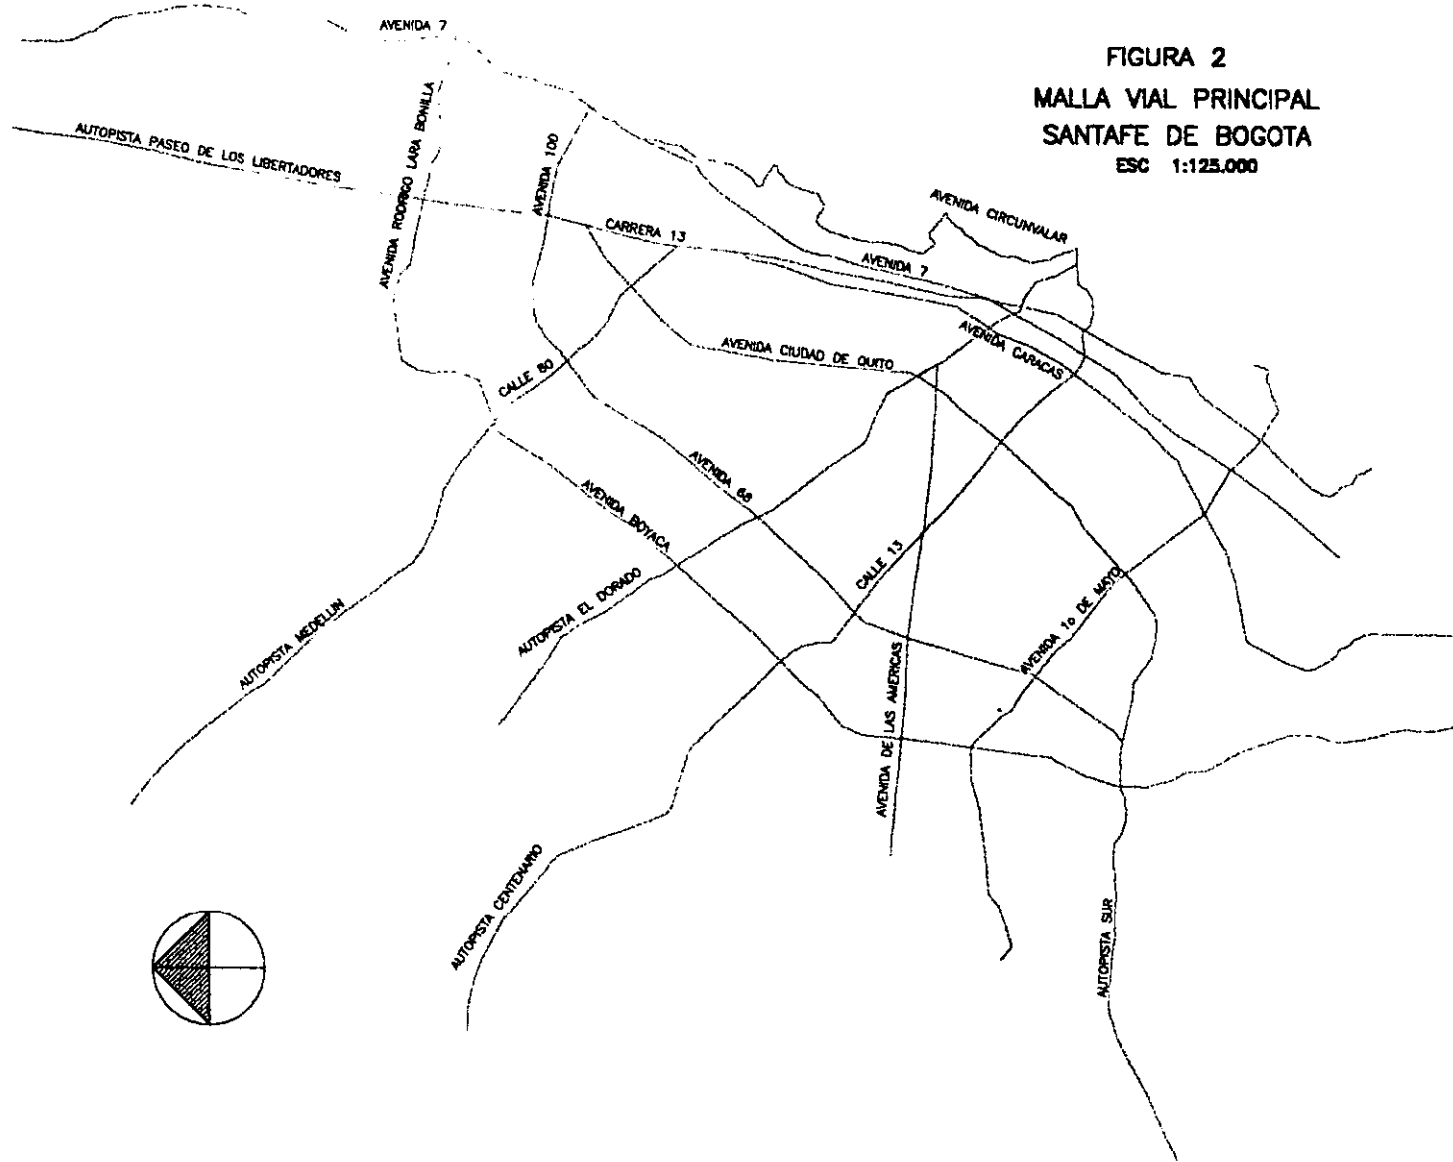 AVENIDA 7
FIGURA 2
MALLA VIAL PRINCIPAL
SANTAFE DE BOGOTA
ESC 1:125.000
AUTOPISTA PASEO DE LOS LIBERTADORES
AVENIDA RODRIGO LARA BONILLA
AVENIDA 100
CARRERA 13
AVENIDA CIRCUNVALAR
AVENIDA 7
AVENIDA CIUDAD DE QUITO
AVENIDA CARACAS
CALLE 80
AVENIDA 68
AVENIDA BOYACA
CALLE 13
AUTOPISTA EL DORADO
AVENIDA 1o DE MAYO
AUTOPISTA MEDELLIN
AVENIDA DE LAS AMERICAS
AUTOPISTA CENTENARIO
AUTOPISTA SUR